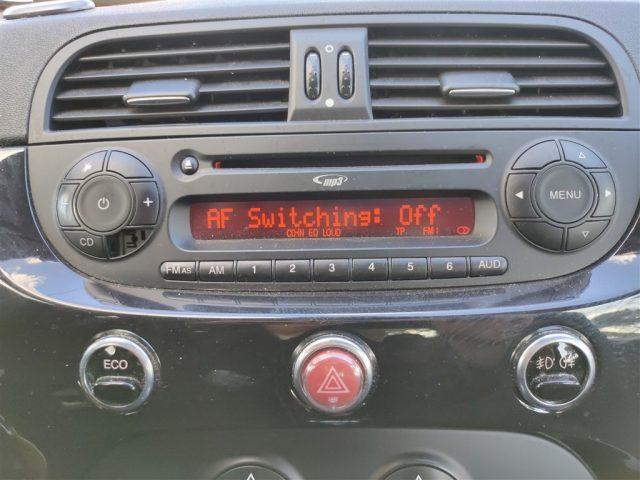 mp3
+
AF Switching: Off
CD-IN EQ LOUD TP FM1
CD
MENU
FM AS AM 1 2 3 4 5 6 AUD
ECO